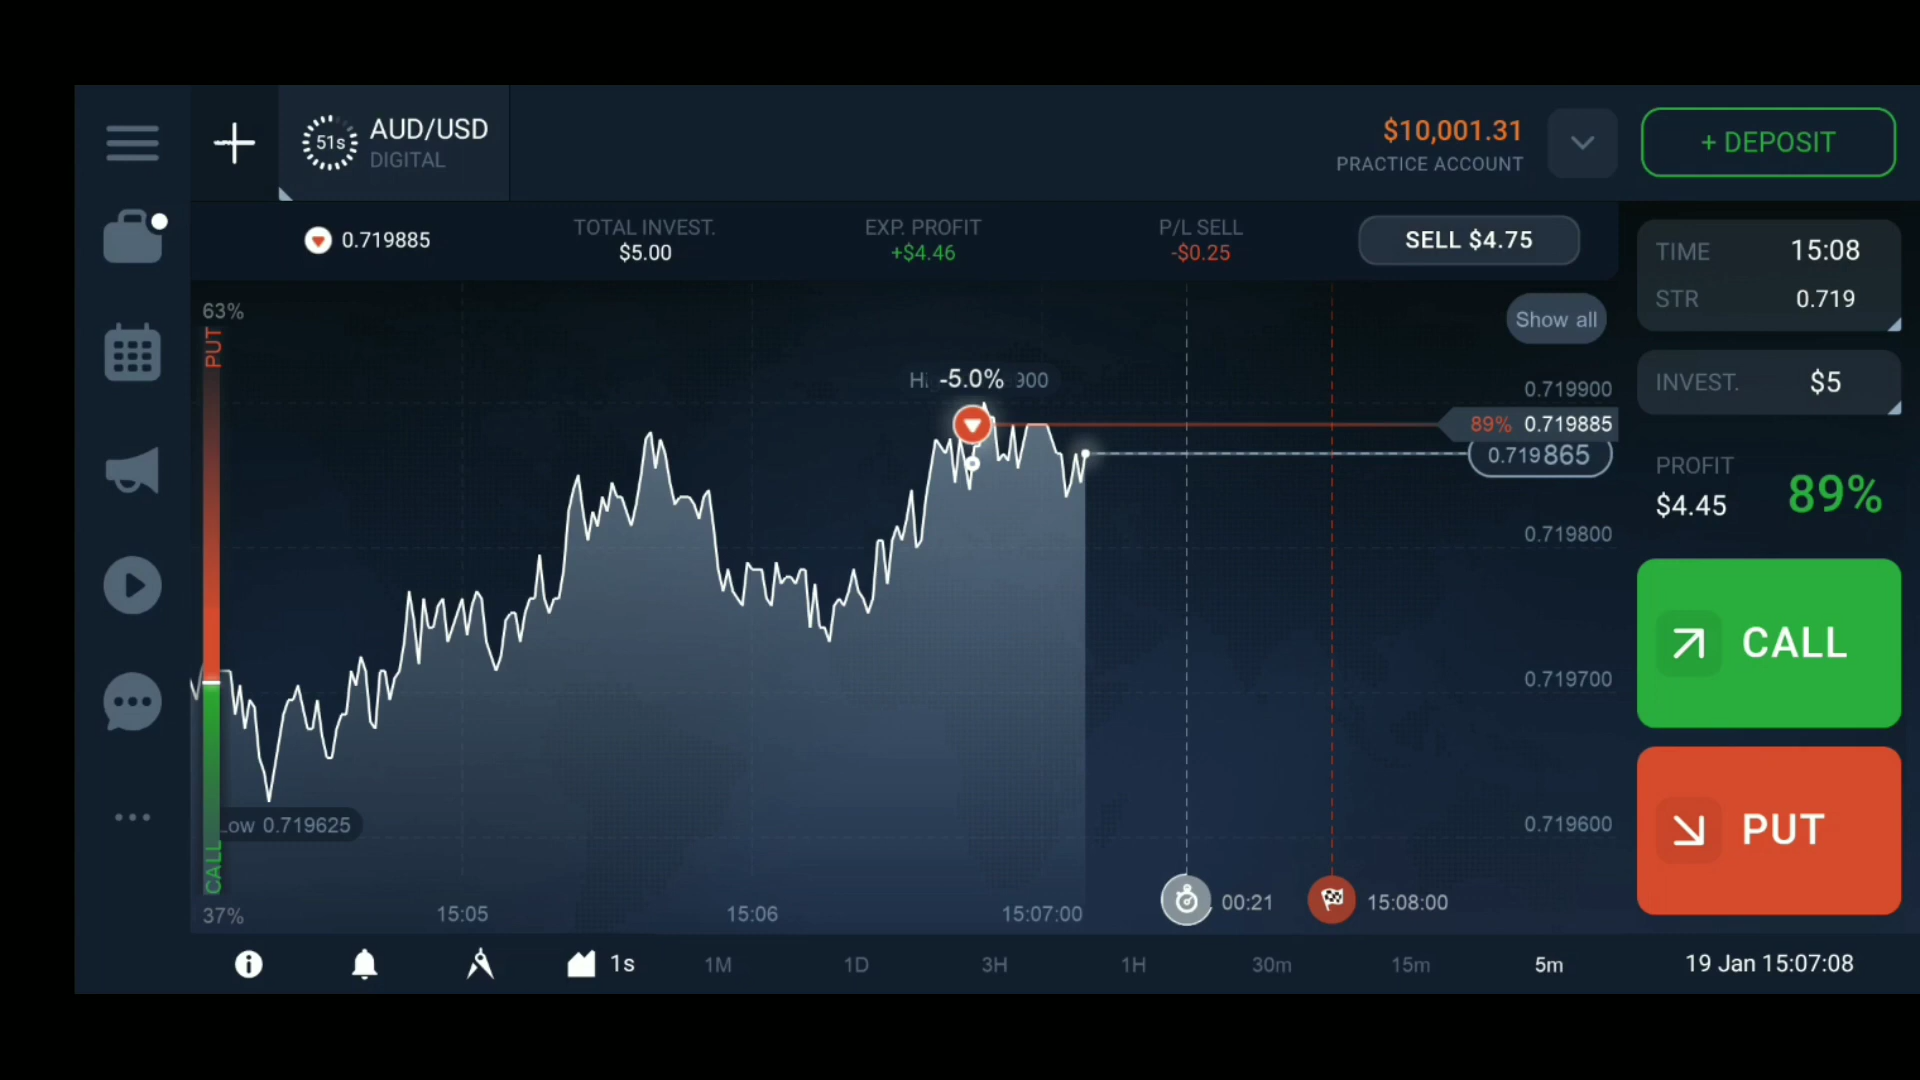 51s
AUD/USD
DIGITAL
$10,001.31
PRACTICE ACCOUNT
+ DEPOSIT
0.719885
TOTAL INVEST.
$5.00
EXP. PROFIT
+$4.46
P/L SELL
-$0.25
SELL $4.75
TIME 15:08
STR 0.719
INVEST. $5
PROFIT
$4.45
89%
CALL
PUT
63%
PUT
Show all
-5.0%
900
0.719900
89% 0.719885
0.719865
0.719800
0.719700
0.719600
Low 0.719625
CALL
37%
15:05
15:06
15:07:00
00:21
15:08:00
1s
1M
1D
3H
1H
30m
15m
5m
19 Jan 15:07:08